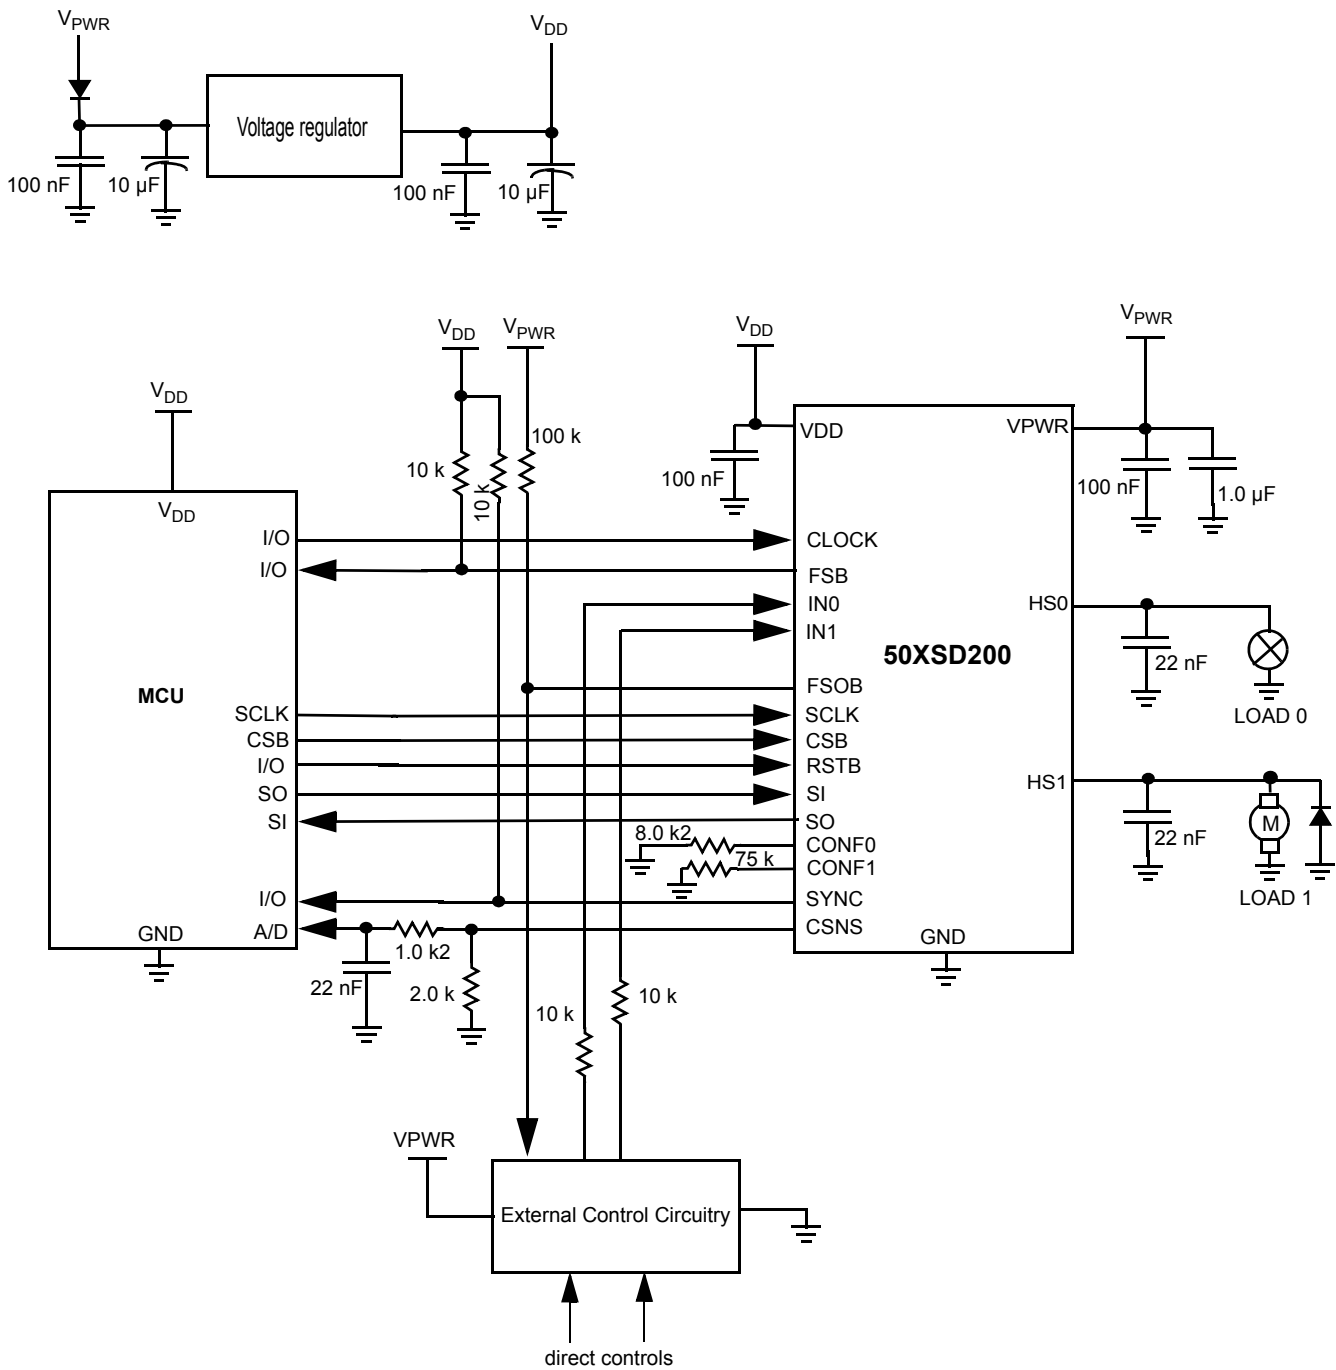 VPWR
VDD
Voltage regulator
100 nF
10 µF
100 nF
10 µF
VDD
VPWR
VDD
VPWR
VDD
100 k
10 k
10 k
VDD
100 nF
VPWR
100 nF
1.0 µF
VDD
I/O
CLOCK
I/O
FSB
IN0
HS0
IN1
50XSD200
22 nF
MCU
FSOB
LOAD 0
SCLK
SCLK
CSB
CSB
I/O
RSTB
HS1
SO
SI
SI
SO
8.0 k2
CONF0
75 k
CONF1
22 nF
M
LOAD 1
I/O
SYNC
A/D
CSNS
GND
GND
1.0 k2
22 nF
2.0 k
10 k
10 k
VPWR
External Control Circuitry
direct controls